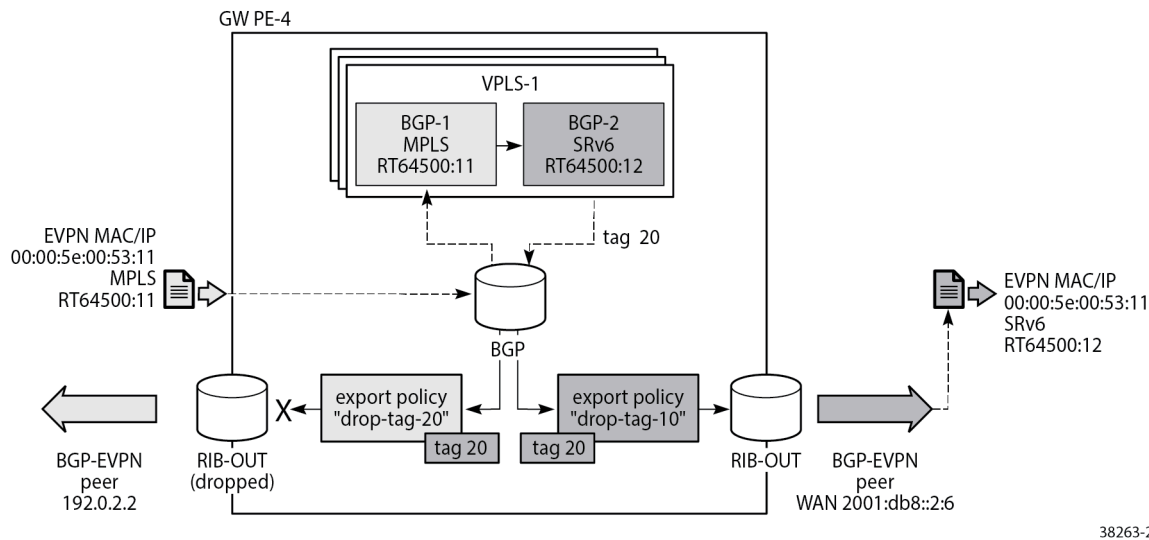 GW PE-4
VPLS-1
BGP-1
MPLS
RT64500:11
BGP-2
SRv6
RT64500:12
tag 20
EVPN MAC/IP
00:00:5e:00:53:11
MPLS
RT64500:11
EVPN MAC/IP
00:00:5e:00:53:11
SRv6
RT64500:12
BGP
export policy
"drop-tag-20"
tag 20
export policy
"drop-tag-10"
tag 20
X
BGP-EVPN
peer
192.0.2.2
RIB-OUT
(dropped)
RIB-OUT
BGP-EVPN
peer
WAN 2001:db8::2:6